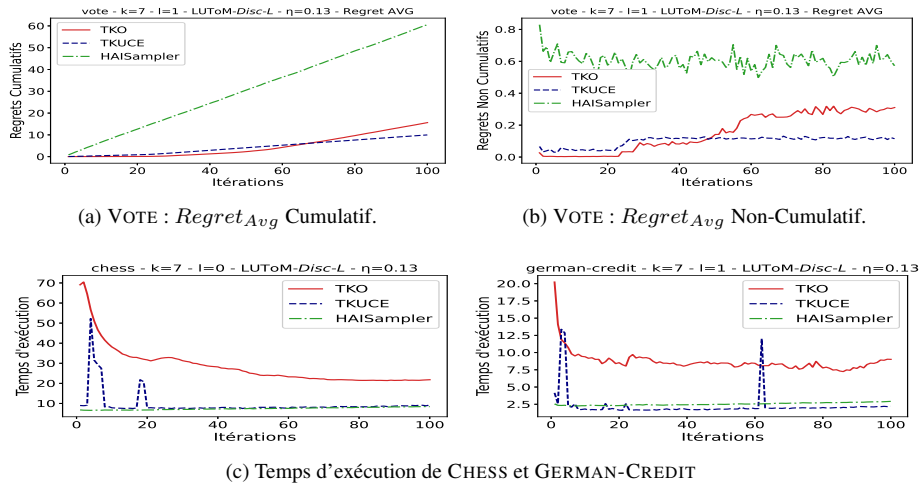 vote - k=7 - l=1 - LUToM-Disc-L - η=0.13 - Regret AVG
Regrets Cumulatifs
60
50
40
30
20
10
0
TKO
TKUCE
HAISampler
0 20 40 60 80 100
Itérations
(a) VOTE : Regret_Avg Cumulatif.
vote - k=7 - l=1 - LUToM-Disc-L - η=0.13 - Regret AVG
Regrets Non Cumulatifs
0.8
0.6
0.4
0.2
0.0
TKO
TKUCE
HAISampler
0 20 40 60 80 100
Itérations
(b) VOTE : Regret_Avg Non-Cumulatif.
chess - k=7 - l=0 - LUToM-Disc-L - η=0.13
Temps d'exécution
70
60
50
40
30
20
10
TKO
TKUCE
HAISampler
0 20 40 60 80 100
Itérations
german-credit - k=7 - l=1 - LUToM-Disc-L - η=0.13
Temps d'exécution
20.0
17.5
15.0
12.5
10.0
7.5
5.0
2.5
TKO
TKUCE
HAISampler
0 20 40 60 80 100
Itérations
(c) Temps d'exécution de CHESS et GERMAN-CREDIT